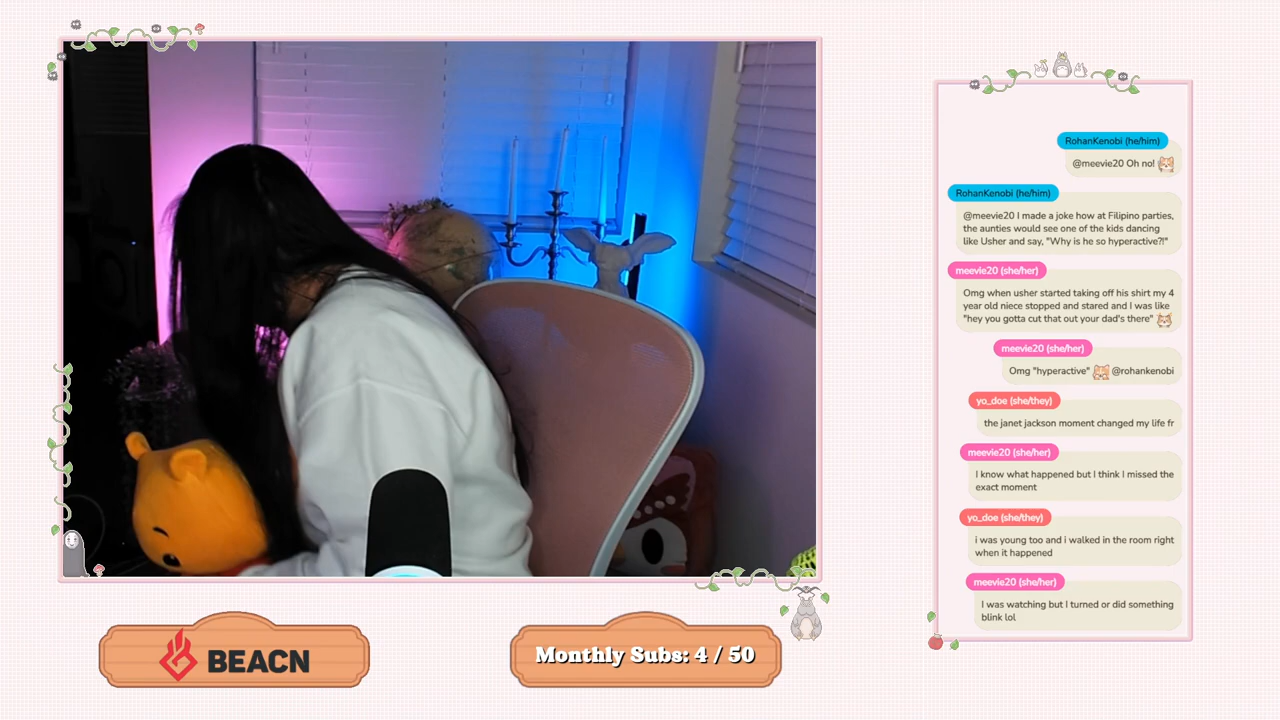 RohanKenobi (he/him)
@meevie20 Oh no!
RohanKenobi (he/him)
@meevie20 I made a joke how at Filipino parties,
the aunties would see one of the kids dancing
like Usher and say, "Why is he so hyperactive?!"
meevie20 (she/her)
Omg when usher started taking off his shirt my 4
year old niece stopped and stared and I was like
"hey you gotta cut that out your dad's there"
meevie20 (she/her)
Omg "hyperactive" @rohankenobi
yo_doe (she/they)
the janet jackson moment changed my life fr
meevie20 (she/her)
I know what happened but I think I missed the
exact moment
yo_doe (she/they)
i was young too and i walked in the room right
when it happened
meevie20 (she/her)
I was watching but I turned or did something
blink lol
BEACN
Monthly Subs: 4 / 50